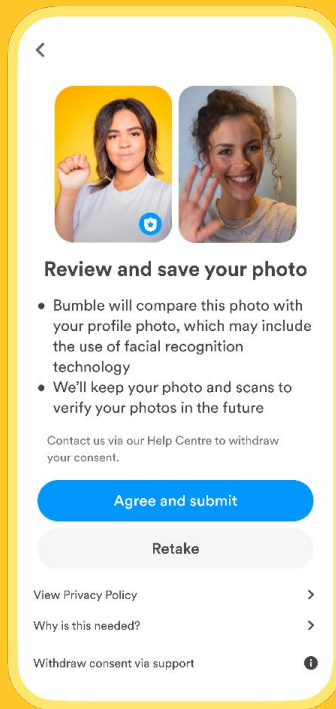 Review and save your photo
• Bumble will compare this photo with
your profile photo, which may include
the use of facial recognition
technology
• We'll keep your photo and scans to
verify your photos in the future
Contact us via our Help Centre to withdraw
your consent.
Agree and submit
Retake
View Privacy Policy
Why is this needed?
Withdraw consent via support